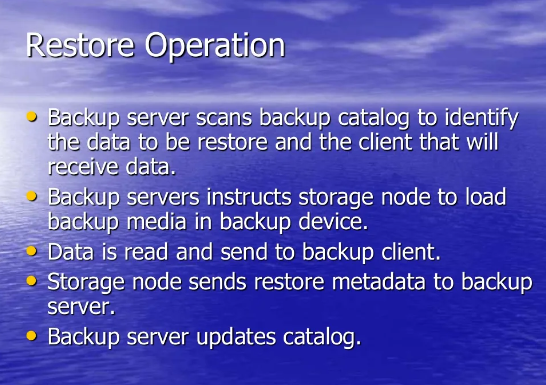 Restore Operation
• Backup server scans backup catalog to identify
the data to be restore and the client that will
receive data.
• Backup servers instructs storage node to load
backup media in backup device.
• Data is read and send to backup client.
• Storage node sends restore metadata to backup
server.
• Backup server updates catalog.